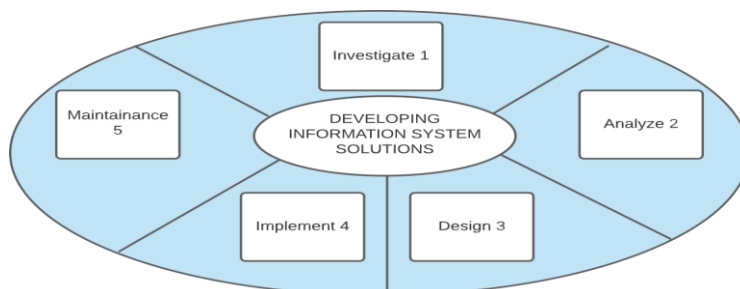 Investigate 1
Maintainance
5
DEVELOPING
INFORMATION SYSTEM
SOLUTIONS
Analyze 2
Implement 4
Design 3